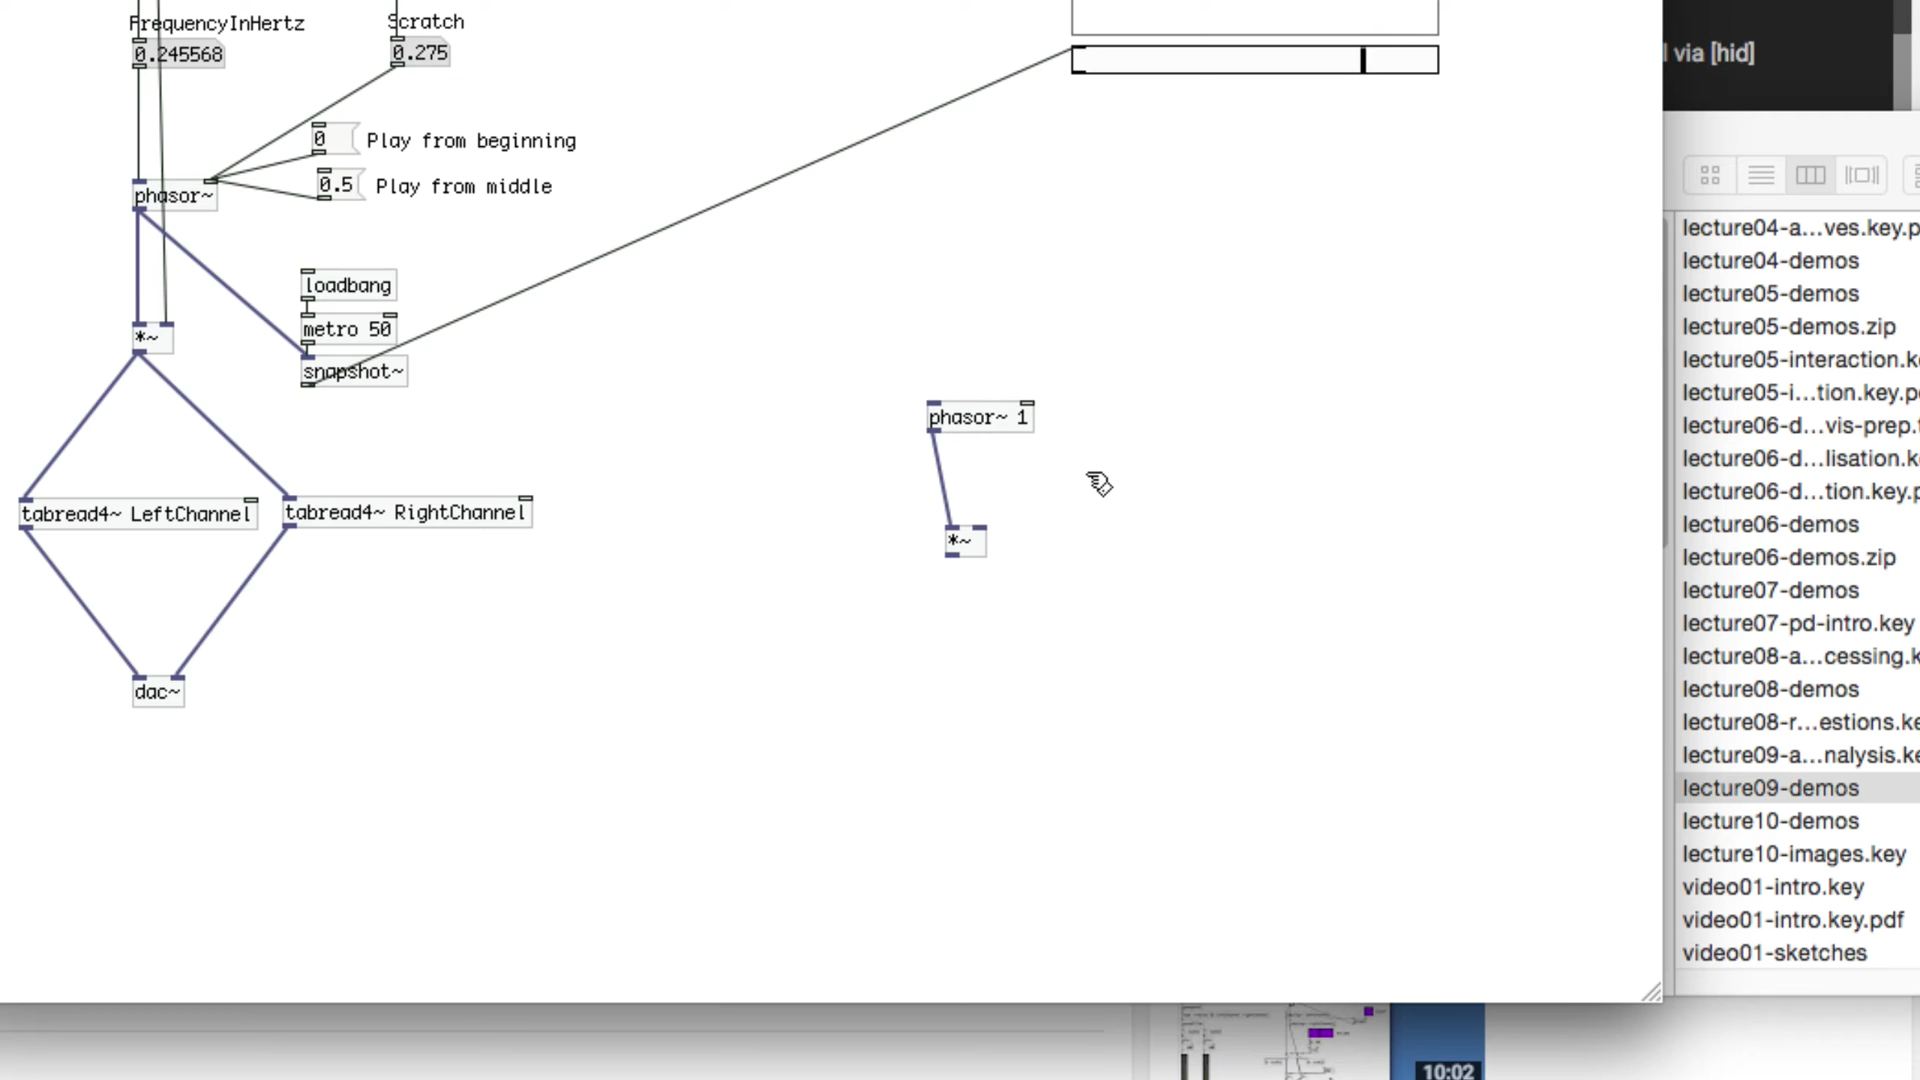 FrequencyInHertz
Scratch
0.245568
0.275
l via [hid]
0
Play from beginning
0.5
Play from middle
phasor~
loadbang
metro 50
*~
snapshot~
phasor~ 1
*~
tabread4~ LeftChannel
tabread4~ RightChannel
dac~
lecture04-a...ves.key.p
lecture04-demos
lecture05-demos
lecture05-demos.zip
lecture05-interaction.k
lecture05-i...tion.key.p
lecture06-d...vis-prep.
lecture06-d...lisation.k
lecture06-d...tion.key.p
lecture06-demos
lecture06-demos.zip
lecture07-demos
lecture07-pd-intro.key
lecture08-a...cessing.k
lecture08-demos
lecture08-r...estions.k
lecture09-a...nalysis.k
lecture09-demos
lecture10-demos
lecture10-images.key
video01-intro.key
video01-intro.key.pdf
video01-sketches
10:02